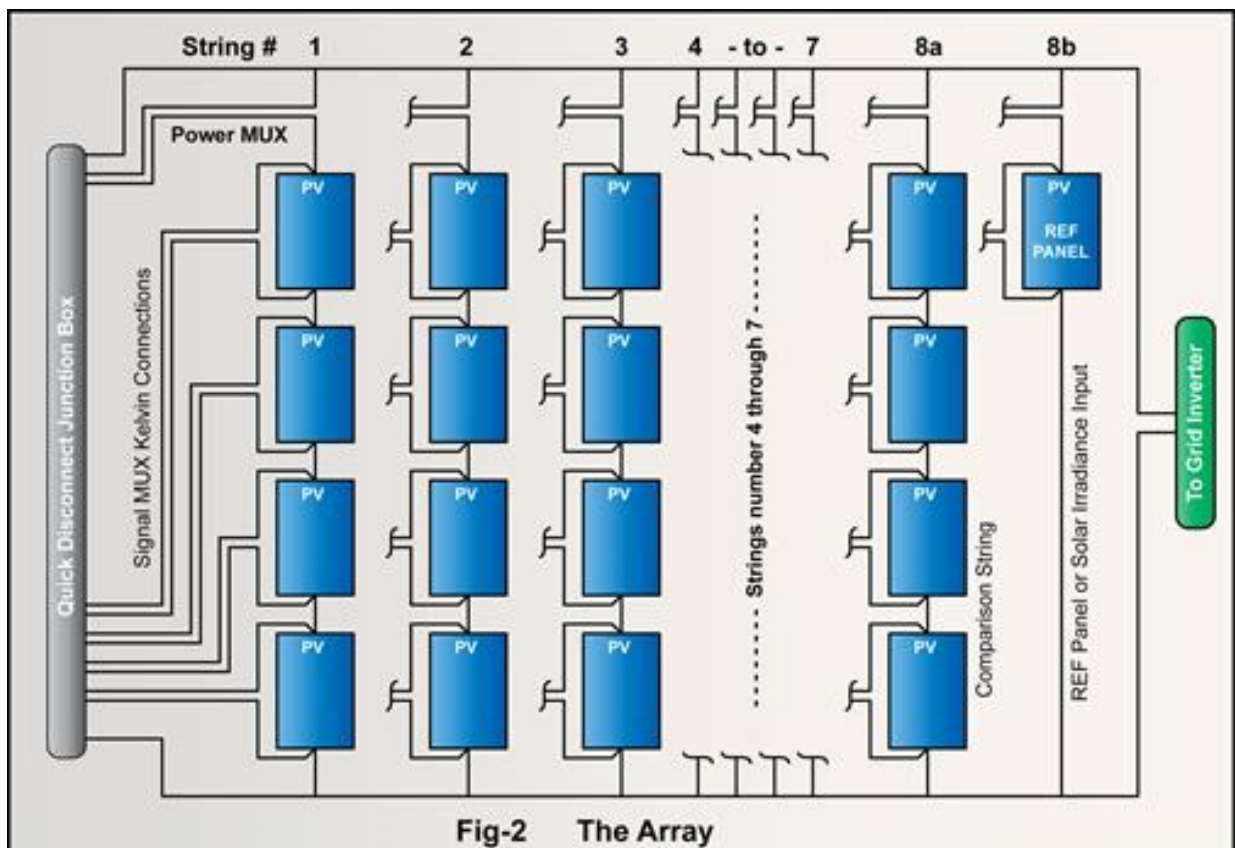 String # 1 2 3 4 - to - 7 8a 8b
Power MUX
PV PV PV PV PV
REF
PANEL
Quick Disconnect Junction Box
Signal MUX Kelvin Connections
PV PV PV PV
PV PV PV PV
PV PV PV PV
- - - - - - Strings number 4 through 7 - - - - - -
Comparison String
REF Panel or Solar Irradiance Input
To Grid Inverter
Fig-2 The Array